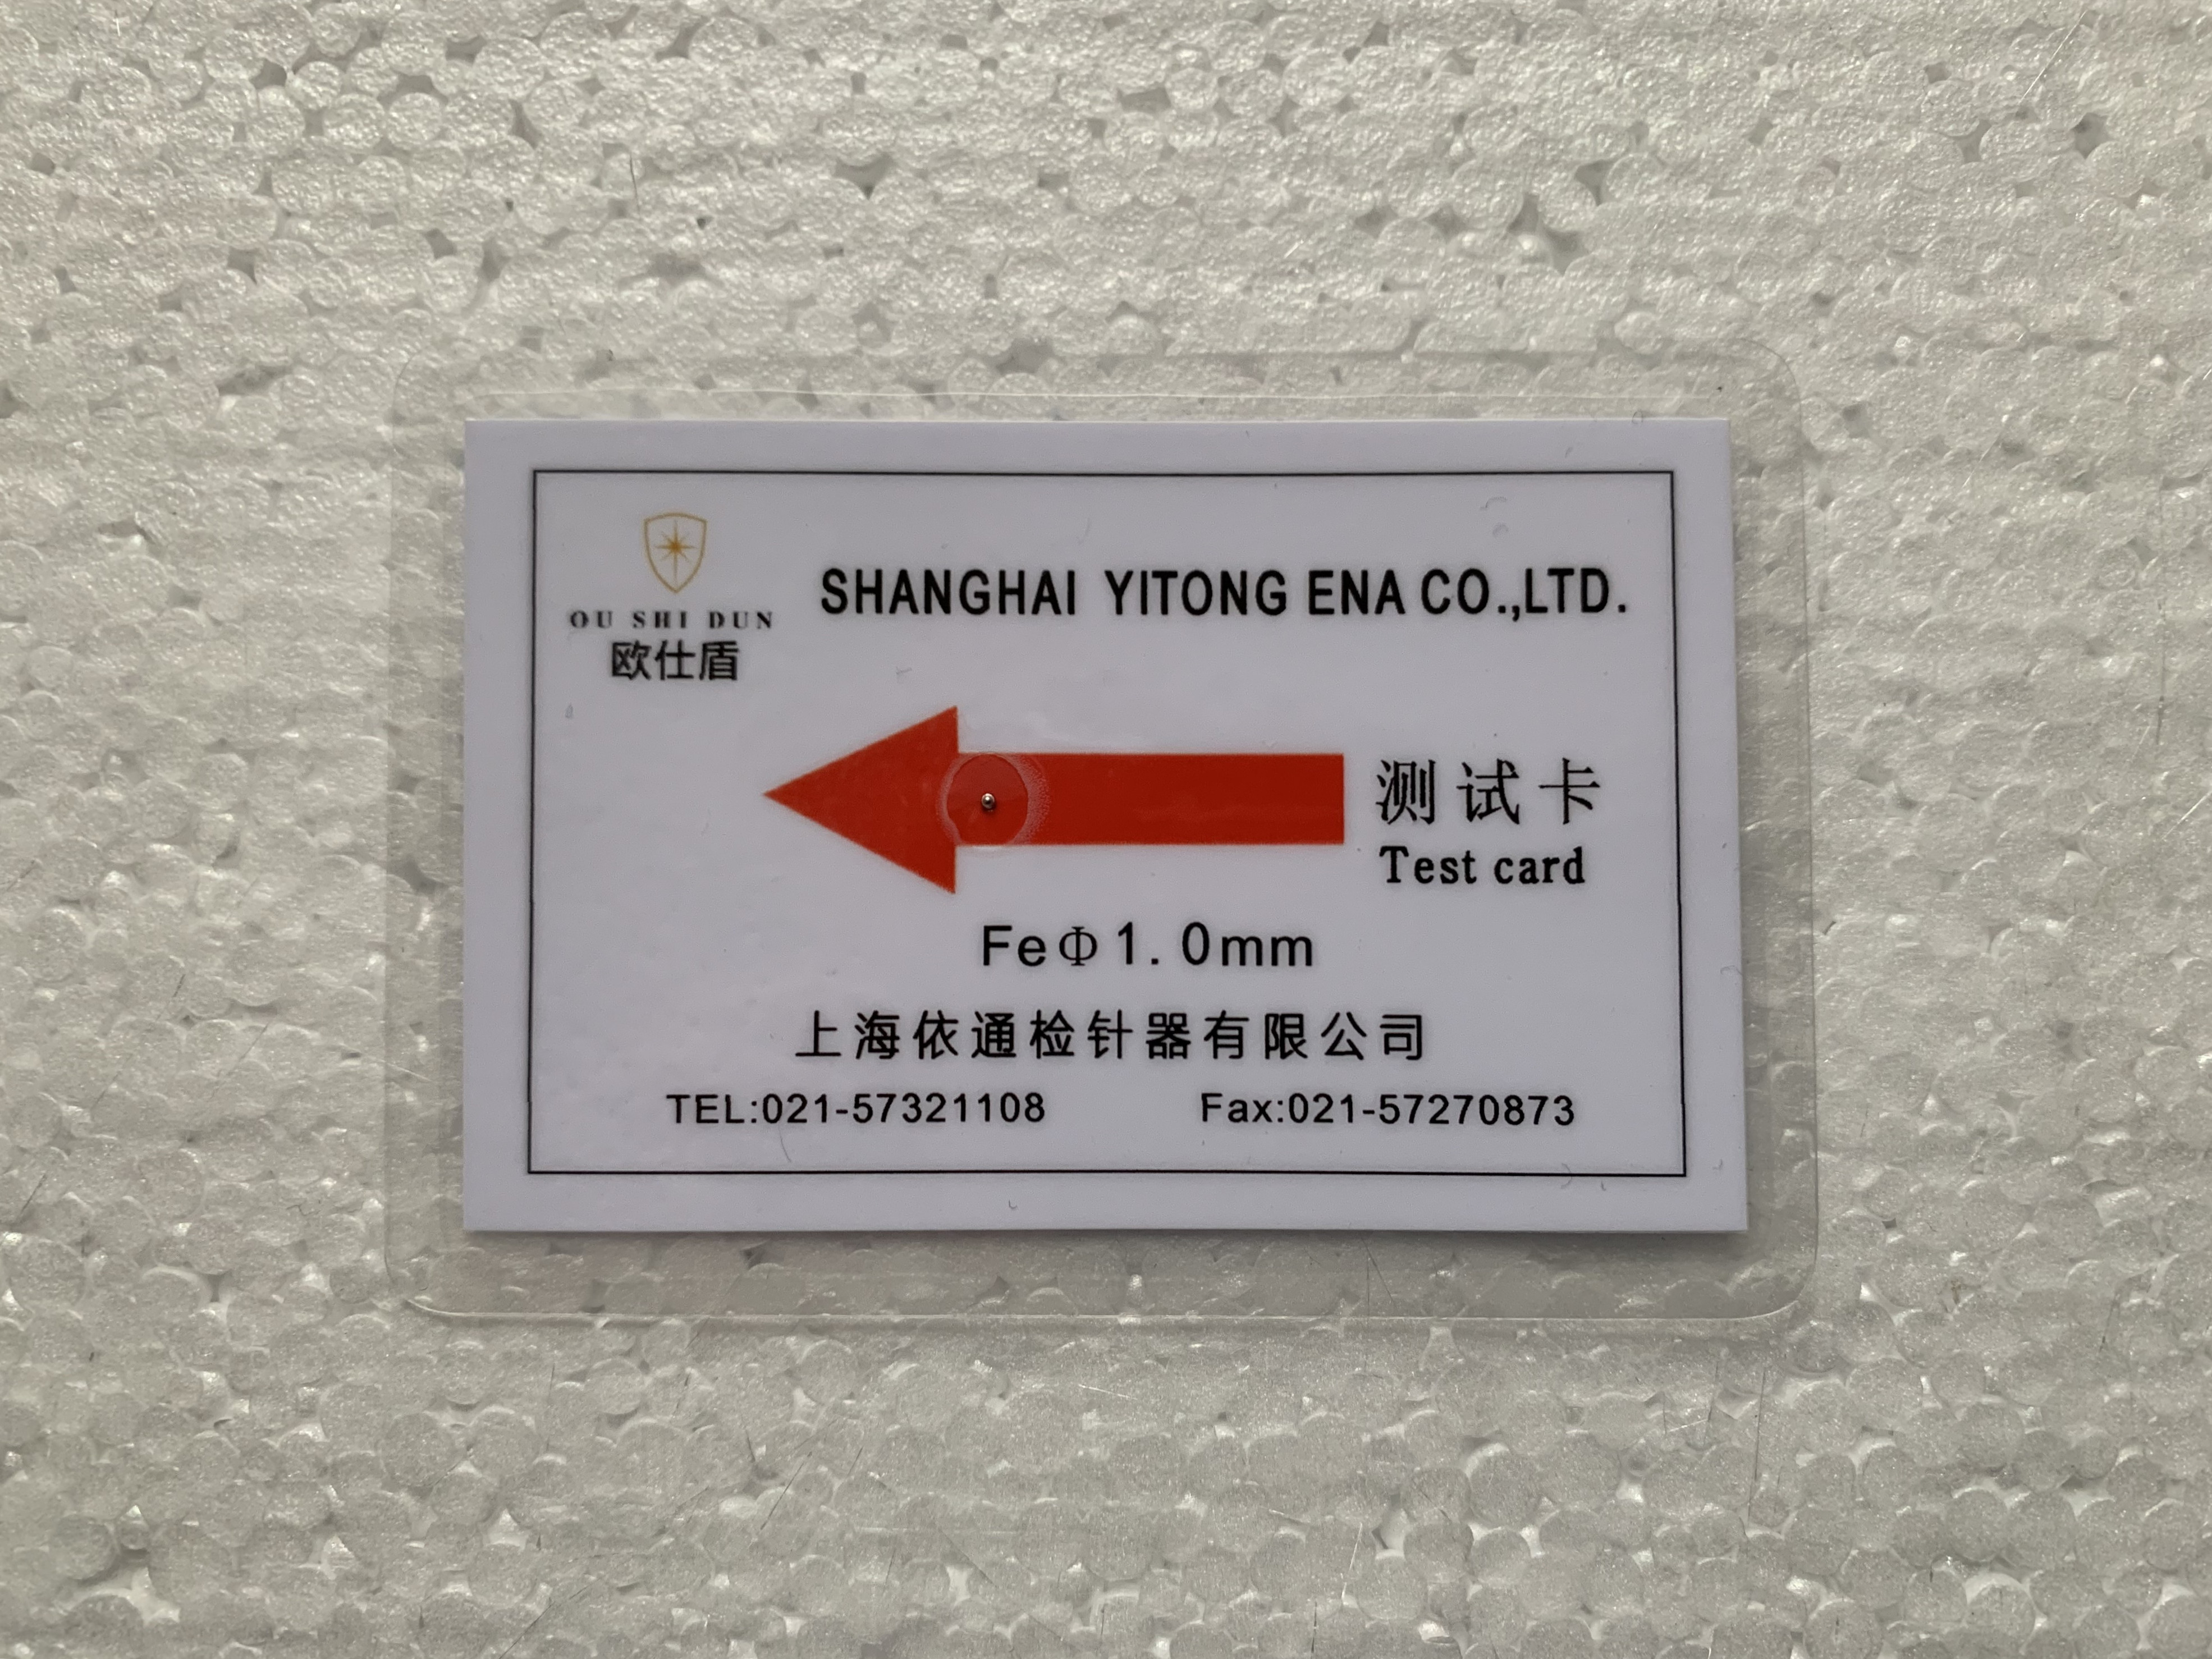 OU SHI DUN
欧仕盾
SHANGHAI YITONG ENA CO.,LTD.
测试卡
Test card
FeΦ1.0mm
上海依通检针器有限公司
TEL:021-57321108 Fax:021-57270873